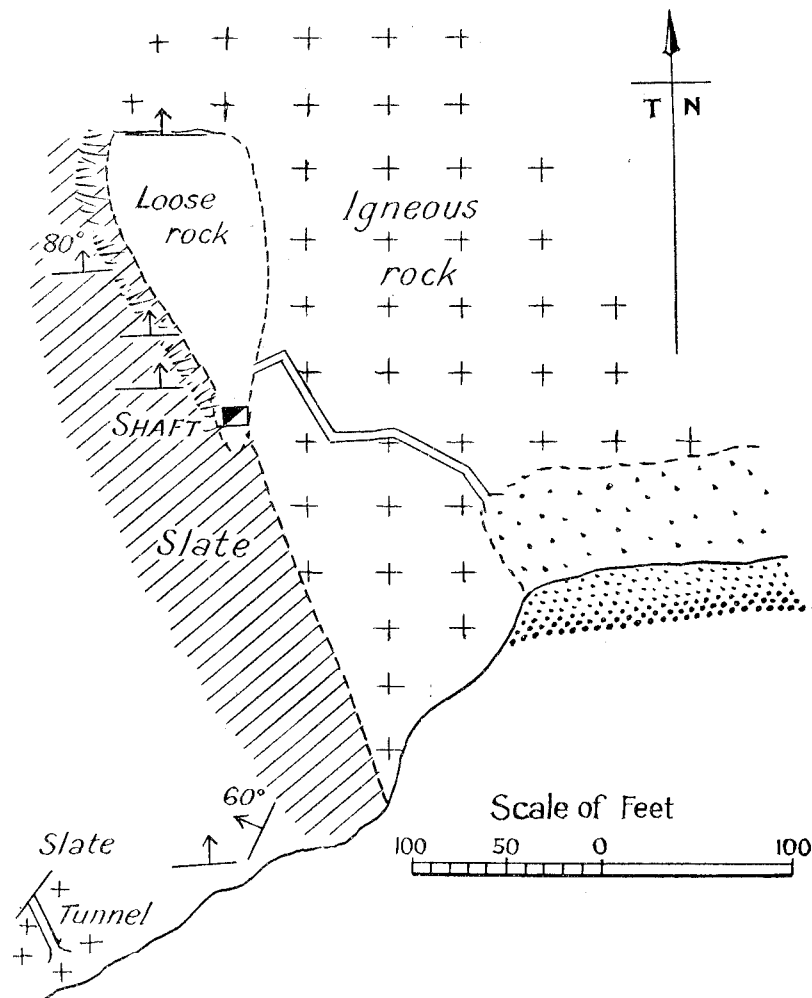 T N
Loose
rock
Igneous
rock
80°
SHAFT
Slate
60°
Scale of Feet
100 50 0 100
Slate
Tunnel